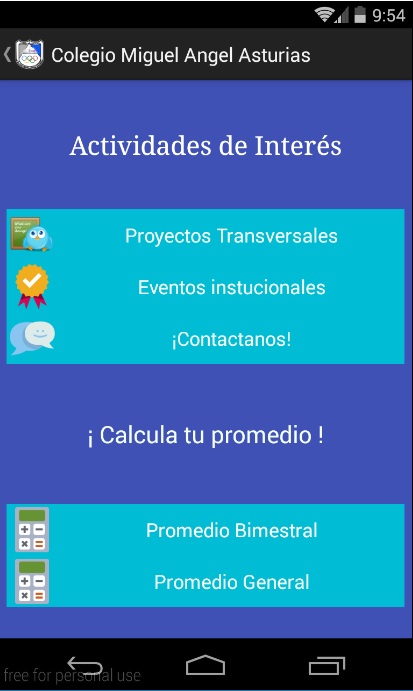 9:54
Colegio Miguel Angel Asturias
Actividades de Interés
Proyectos Transversales
Eventos instucionales
¡Contactanos!
¡ Calcula tu promedio !
Promedio Bimestral
Promedio General
free for personal use